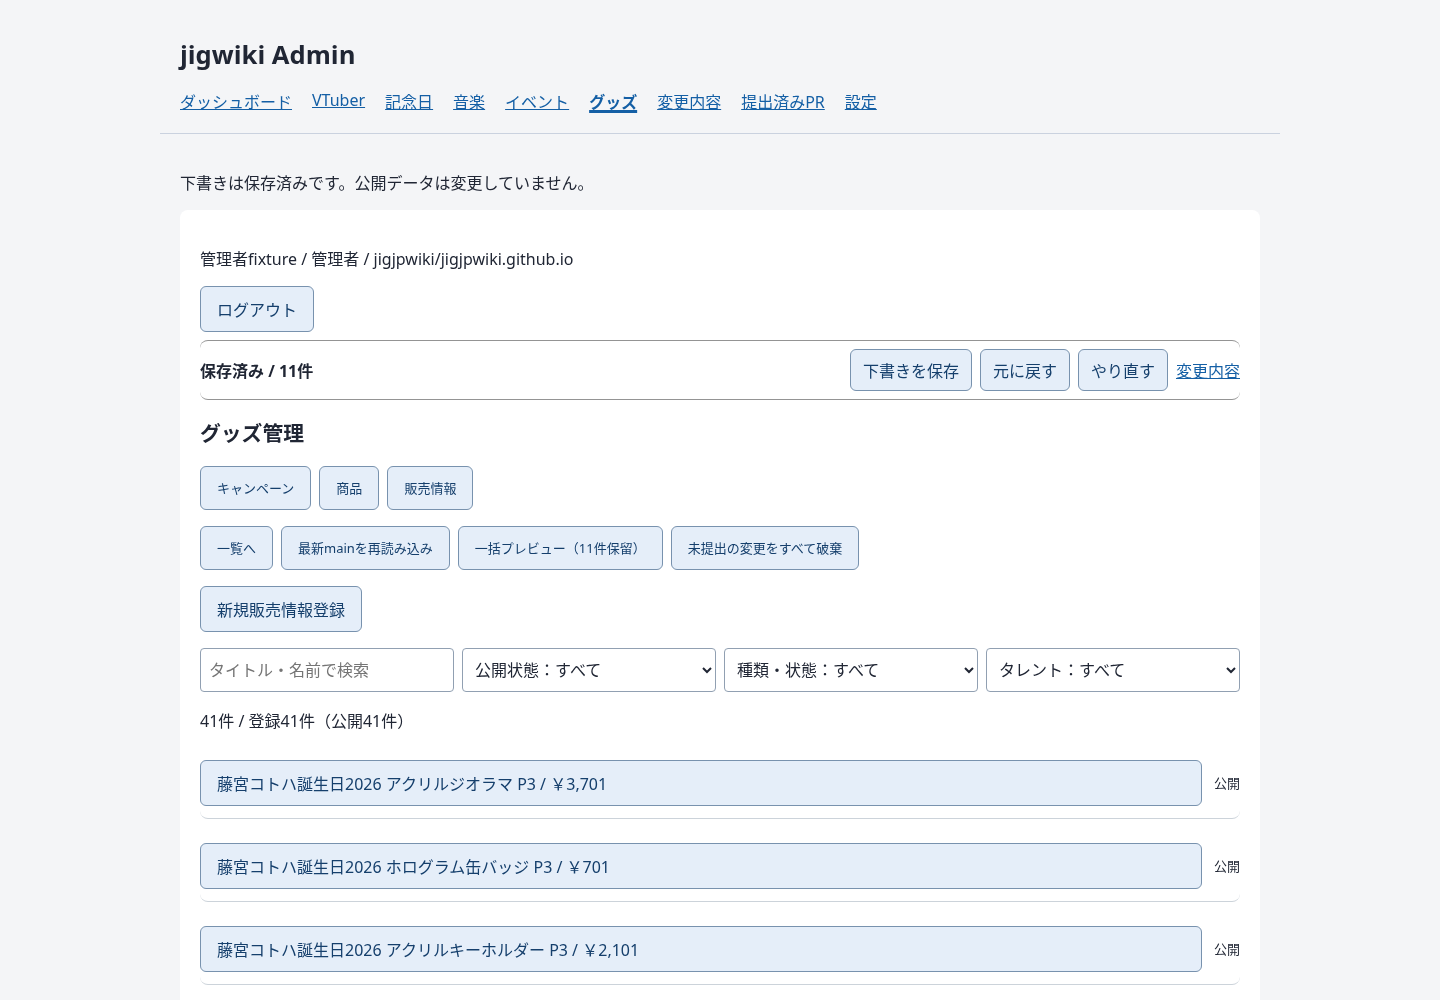 jigwiki Admin
ダッシュボード VTuber 記念日 音楽 イベント グッズ 変更内容 提出済みPR 設定
下書きは保存済みです。公開データは変更していません。
管理者fixture / 管理者 / jigjpwiki/jigjpwiki.github.io
ログアウト
保存済み / 11件 下書きを保存 元に戻す やり直す 変更内容
グッズ管理
キャンペーン 商品 販売情報
一覧へ 最新mainを再読み込み 一括プレビュー（11件保留） 未提出の変更をすべて破棄
新規販売情報登録
タイトル・名前で検索 公開状態：すべて 種類・状態：すべて タレント：すべて
41件 / 登録41件（公開41件）
藤宮コトハ誕生日2026 アクリルジオラマ P3 / ￥3,701 公開
藤宮コトハ誕生日2026 ホログラム缶バッジ P3 / ￥701 公開
藤宮コトハ誕生日2026 アクリルキーホルダー P3 / ￥2,101 公開